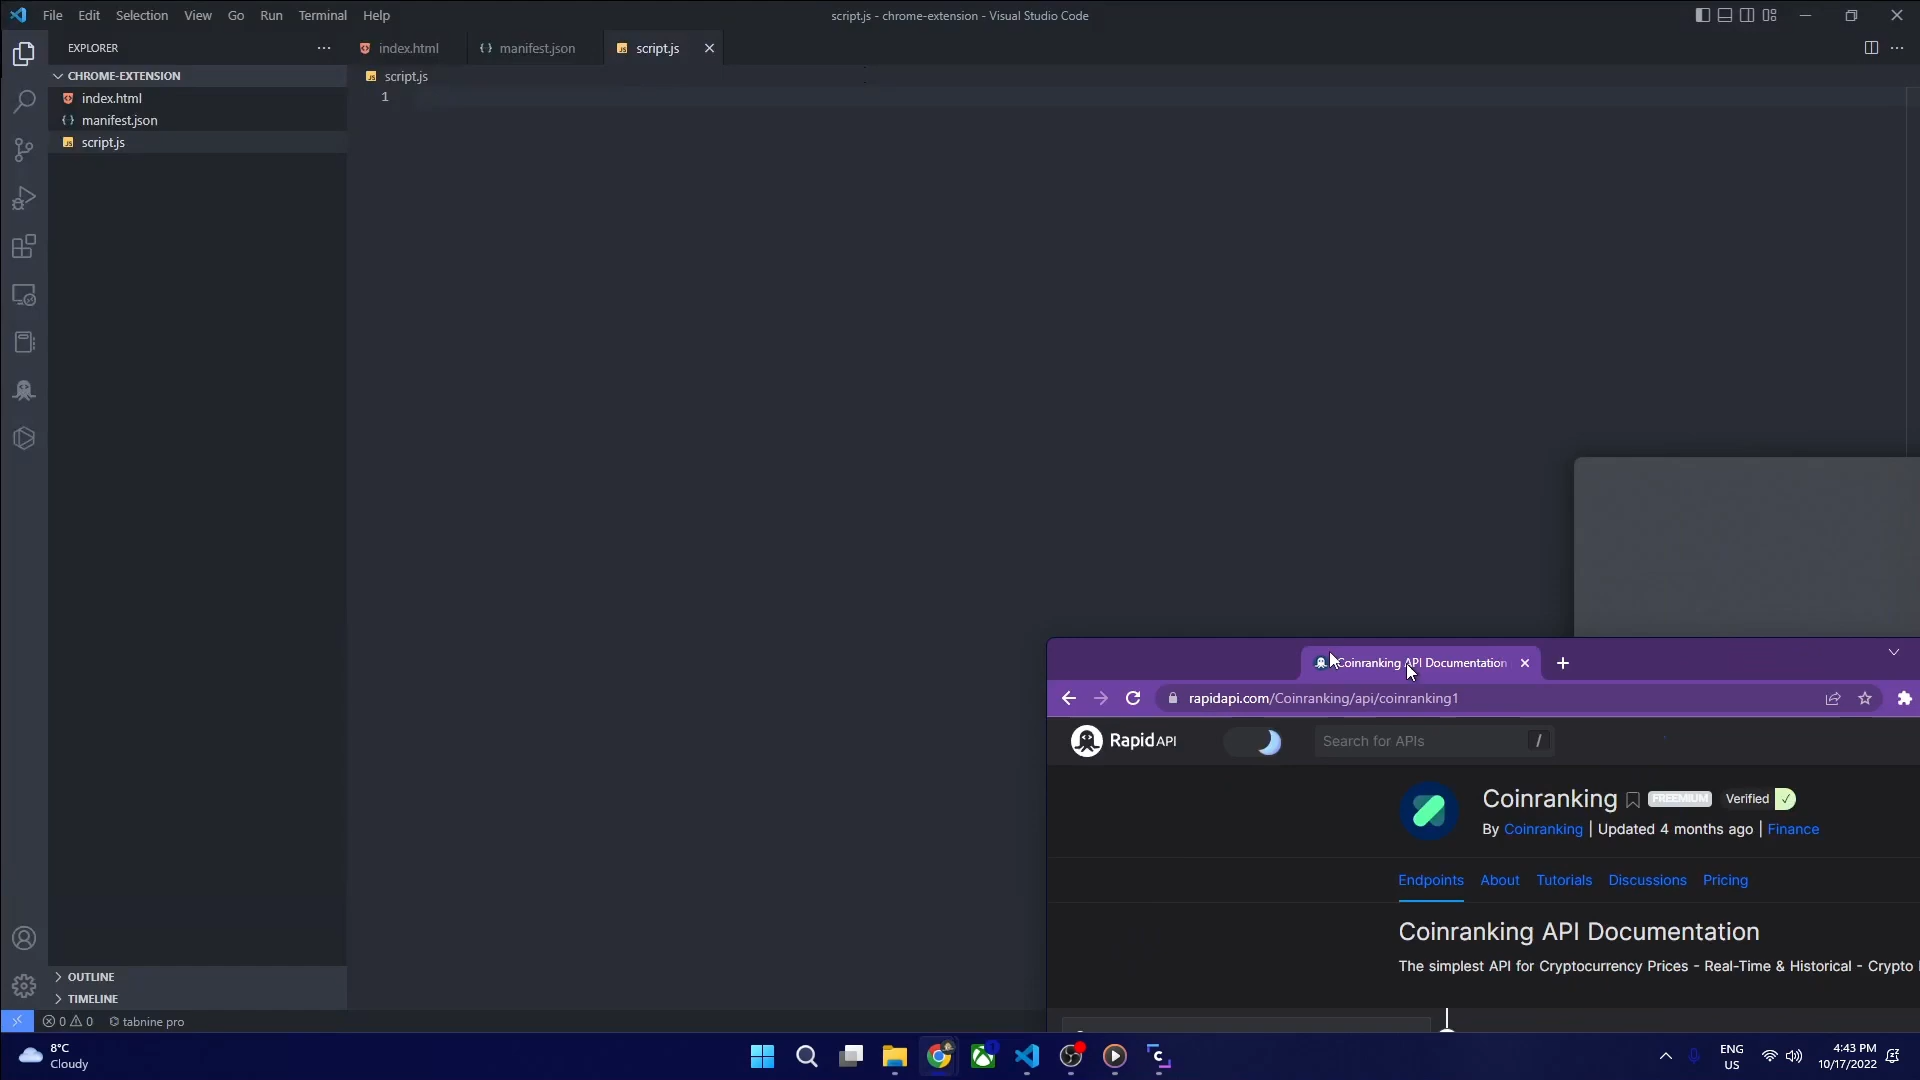 File Edit Selection View Go Run Terminal Help
script.js - chrome-extension - Visual Studio Code
EXPLORER
index.html
manifest.json
script.js
CHROME-EXTENSION
script.js
index.html
1
manifest.json
script.js
Coinranking API Documentation
rapidapi.com/Coinranking/api/coinranking1
Rapid API
Search for APIs
/
Coinranking FREEMIUM Verified
By Coinranking | Updated 4 months ago | Finance
Endpoints About Tutorials Discussions Pricing
Coinranking API Documentation
The simplest API for Cryptocurrency Prices - Real-Time & Historical - Crypto
OUTLINE
TIMELINE
0 0 tabnine pro
8°C
Cloudy
ENG
US
4:43 PM
10/17/2022